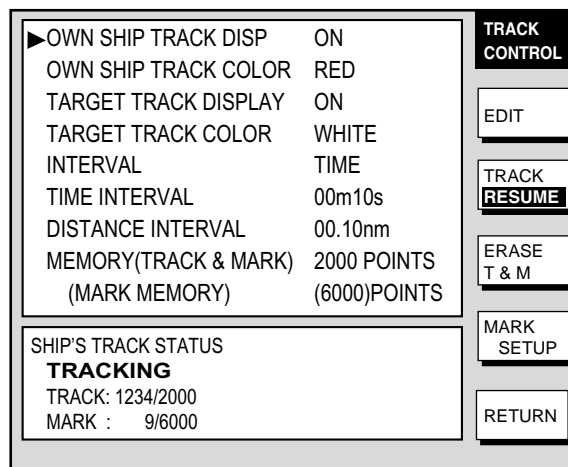 ▶OWN SHIP TRACK DISP ON
OWN SHIP TRACK COLOR RED
TARGET TRACK DISPLAY ON
TARGET TRACK COLOR WHITE
INTERVAL TIME
TIME INTERVAL 00m10s
DISTANCE INTERVAL 00.10nm
MEMORY(TRACK & MARK) 2000 POINTS
(MARK MEMORY) (6000)POINTS
SHIP'S TRACK STATUS
TRACKING
TRACK: 1234/2000
MARK : 9/6000
TRACK
CONTROL
EDIT
TRACK
RESUME
ERASE
T & M
MARK
SETUP
RETURN